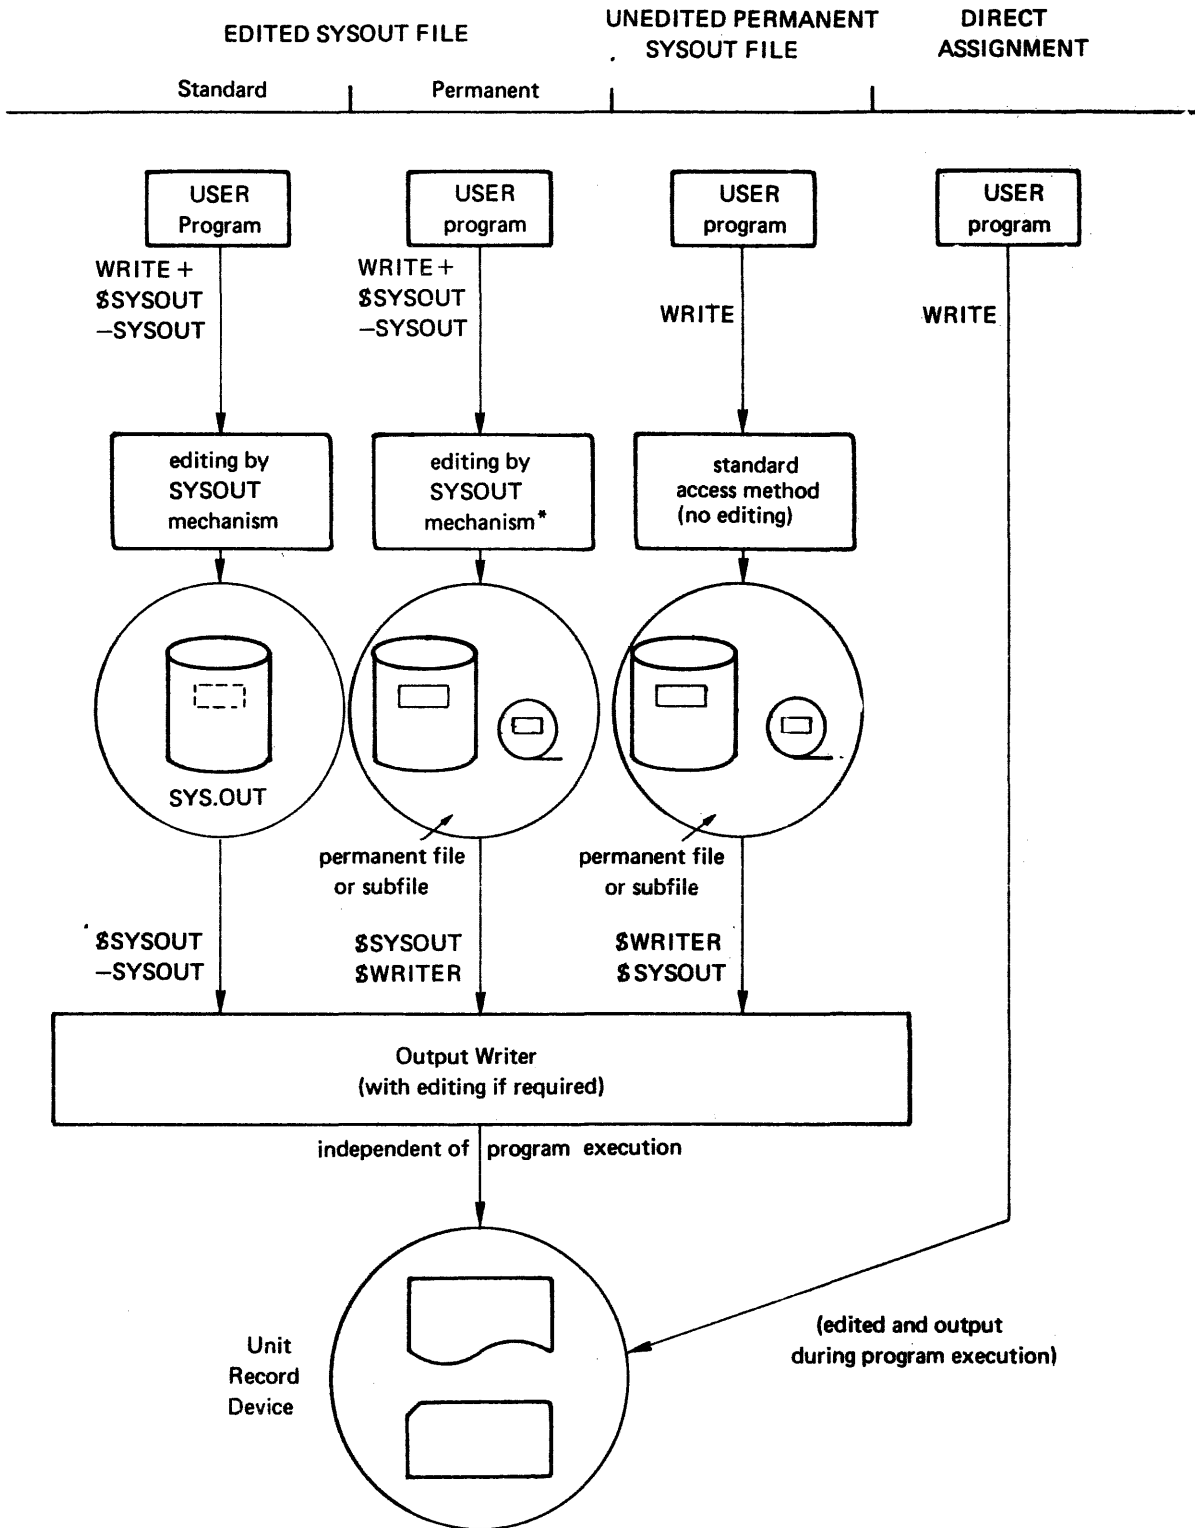 EDITED SYSOUT FILE
UNEDITED PERMANENT
SYSOUT FILE
DIRECT
ASSIGNMENT
Standard
Permanent
USER
Program
USER
program
USER
program
USER
program
WRITE +
$SYSOUT
–SYSOUT
WRITE +
$SYSOUT
–SYSOUT
WRITE
WRITE
editing by
SYSOUT
mechanism
editing by
SYSOUT
mechanism*
standard
access method
(no editing)
SYS.OUT
permanent file
or subfile
permanent file
or subfile
$SYSOUT
–SYSOUT
$SYSOUT
$WRITER
$WRITER
$SYSOUT
Output Writer
(with editing if required)
independent of program execution
Unit
Record
Device
(edited and output
during program execution)